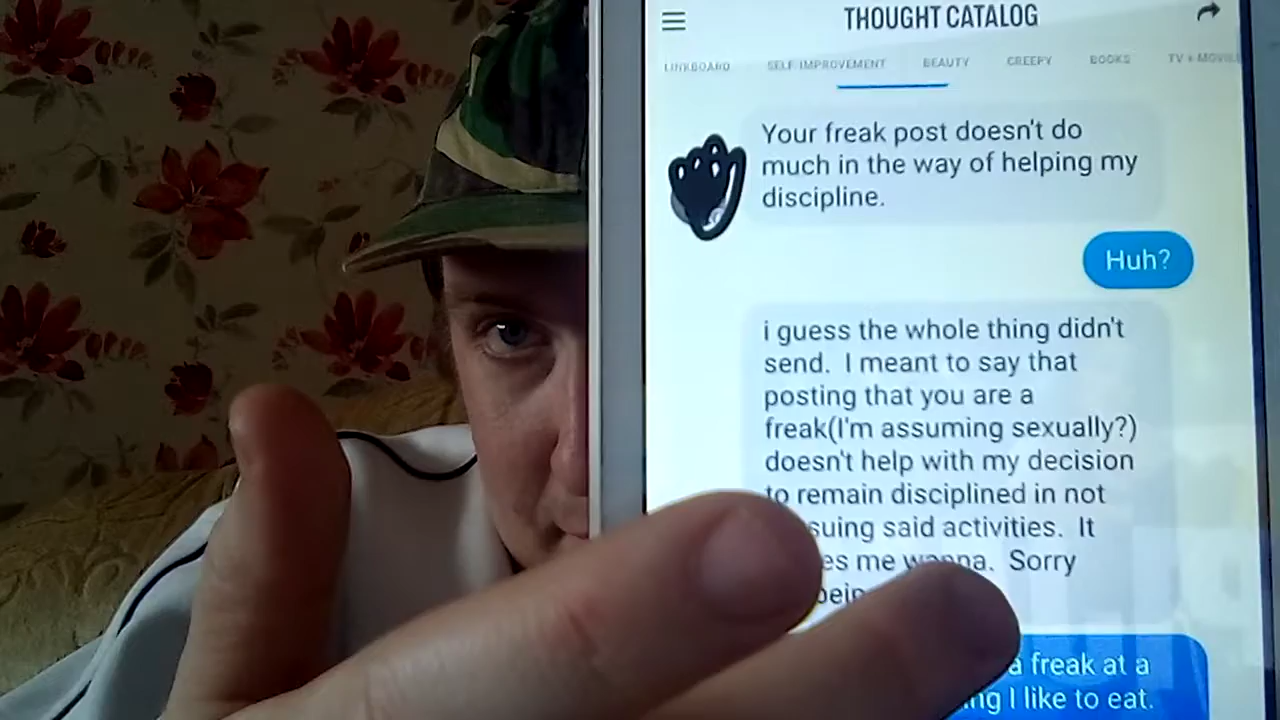 THOUGHT CATALOG
LINKBOARD SELF IMPROVEMENT BEAUTY CREEPY BOOKS TV + MOVIES
Your freak post doesn't do
much in the way of helping my
discipline.
Huh?
i guess the whole thing didn't
send. I meant to say that
posting that you are a
freak(I'm assuming sexually?)
doesn't help with my decision
to remain disciplined in not
suing said activities. It
es me wanna. Sorry
bein
a freak at a
ng I like to eat.